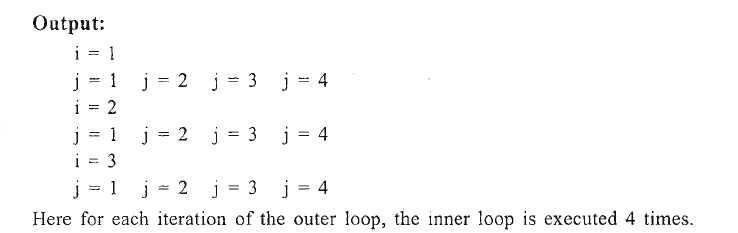 Output:
i = 1
j = 1 j = 2 j = 3 j = 4
i = 2
j = 1 j = 2 j = 3 j = 4
i = 3
j = 1 j = 2 j = 3 j = 4
Here for each iteration of the outer loop, the inner loop is executed 4 times.